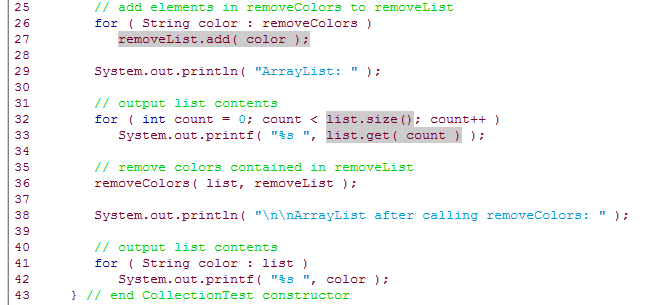 25 // add elements in removeColors to removeList
26 for ( String color : removeColors )
27 removeList.add( color );
28
29 System.out.println( "ArrayList: " );
30
31 // output list contents
32 for ( int count = 0; count < list.size(); count++ )
33 System.out.printf( "%s ", list.get( count ) );
34
35 // remove colors contained in removeList
36 removeColors( list, removeList );
37
38 System.out.println( "\n\nArrayList after calling removeColors: " );
39
40 // output list contents
41 for ( String color : list )
42 System.out.printf( "%s ", color );
43 } // end CollectionTest constructor